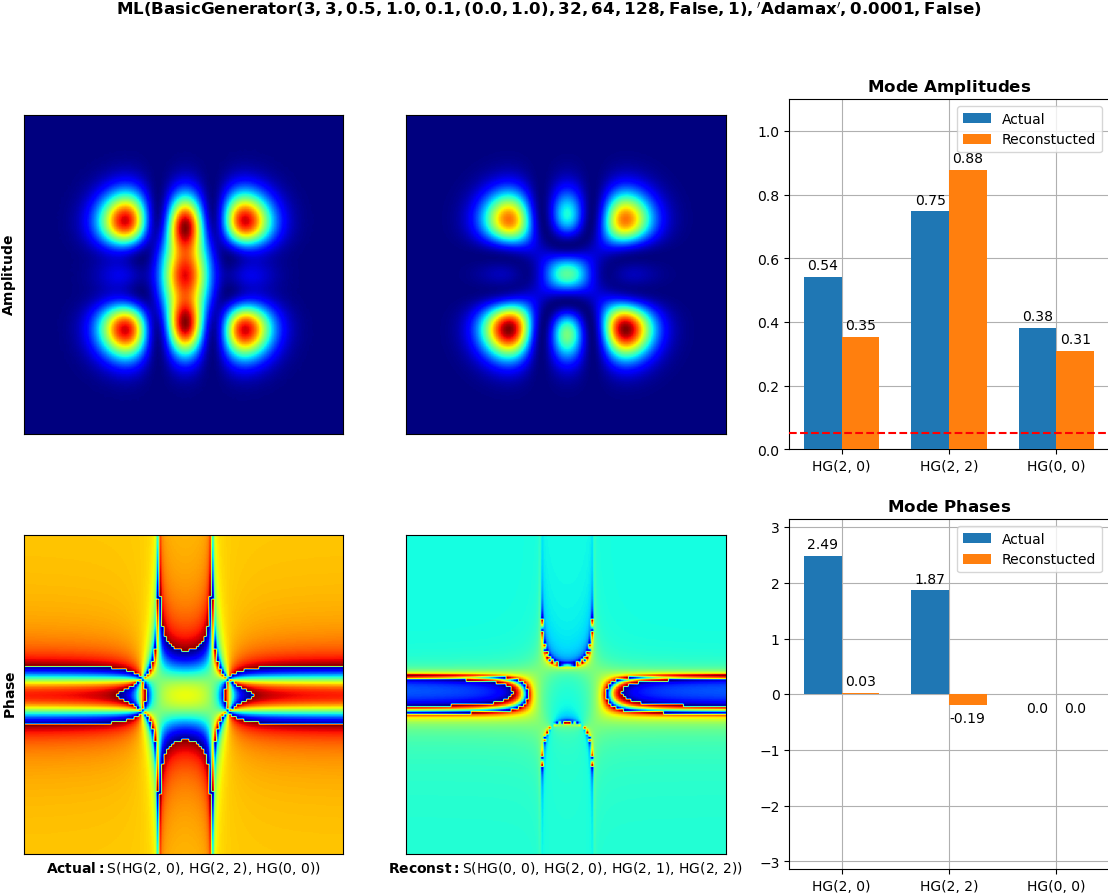 ML(BasicGenerator(3, 3, 0.5, 1.0, 0.1, (0.0, 1.0), 32, 64, 128, False, 1), ′Adamax′, 0.0001, False)
Amplitude
Mode Amplitudes
Actual
Reconstucted
1.0
0.8
0.6
0.4
0.2
0.0
0.54
0.35
0.75
0.88
0.38
0.31
HG(2, 0)
HG(2, 2)
HG(0, 0)
Phase
Actual: S(HG(2, 0), HG(2, 2), HG(0, 0))
Reconst: S(HG(0, 0), HG(2, 0), HG(2, 1), HG(2, 2))
Mode Phases
Actual
Reconstucted
3
2
1
0
−1
−2
−3
2.49
0.03
1.87
-0.19
0.0
0.0
HG(2, 0)
HG(2, 2)
HG(0, 0)